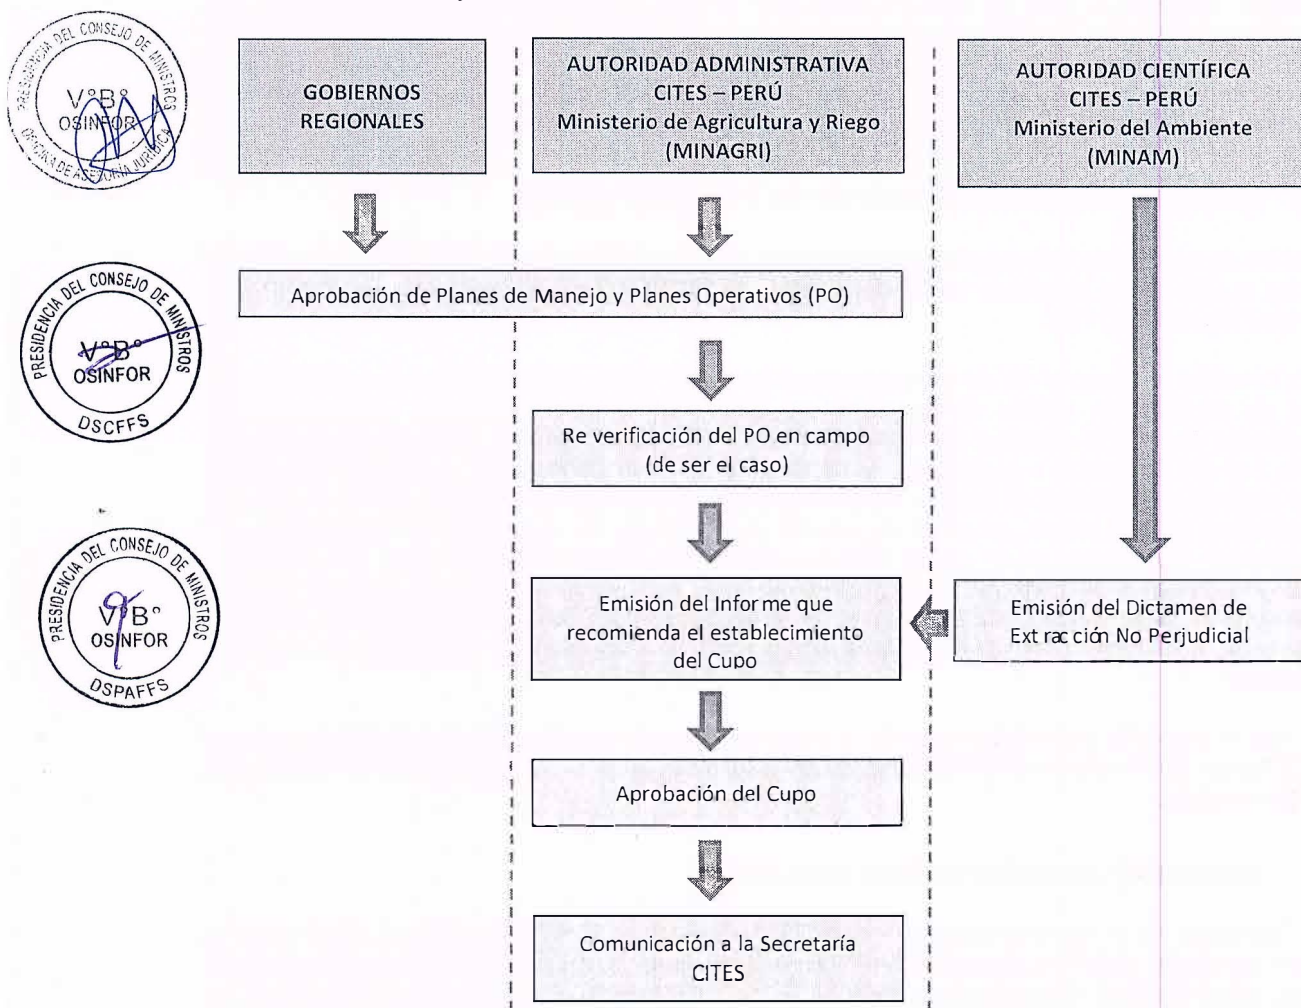 PRESIDENCIA DEL CONSEJO DE MINISTROS
V°B°
OSINFOR
OFICINA DE ASESORÍA JURÍDICA
GOBIERNOS
REGIONALES
AUTORIDAD ADMINISTRATIVA
CITES – PERÚ
Ministerio de Agricultura y Riego
(MINAGRI)
AUTORIDAD CIENTÍFICA
CITES – PERÚ
Ministerio del Ambiente
(MINAM)
PRESIDENCIA DEL CONSEJO DE MINISTROS
V°B°
OSINFOR
DSCFFS
Aprobación de Planes de Manejo y Planes Operativos (PO)
Re verificación del PO en campo
(de ser el caso)
PRESIDENCIA DEL CONSEJO DE MINISTROS
V°B°
OSINFOR
DSPAFFS
Emisión del Informe que
recomienda el establecimiento
del Cupo
Emisión del Dictamen de
Extracción No Perjudicial
Aprobación del Cupo
Comunicación a la Secretaría
CITES